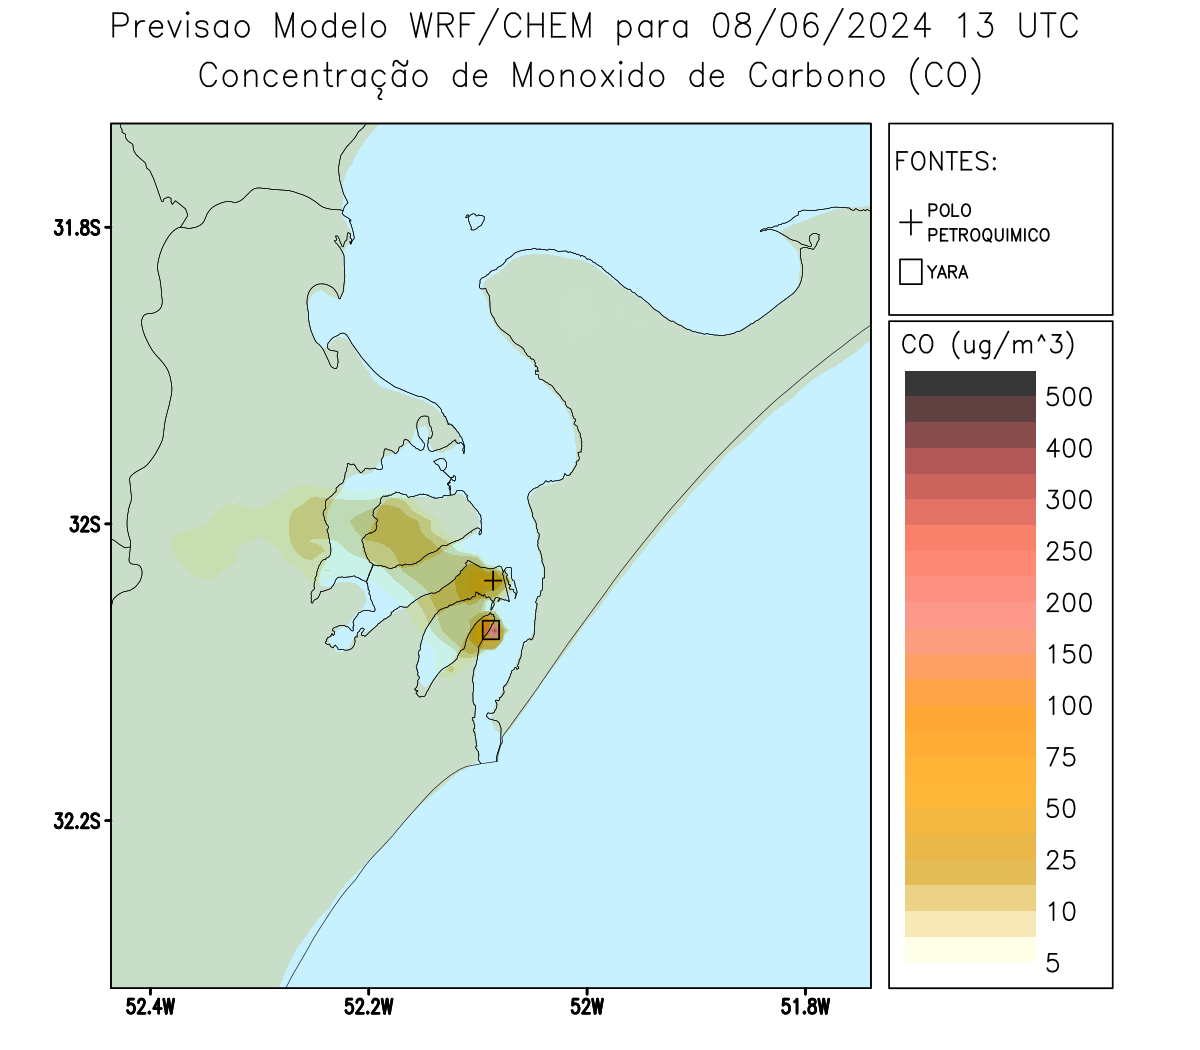 Previsao Modelo WRF/CHEM para 08/06/2024 13 UTC
Concentração de Monoxido de Carbono (CO)
FONTES:
POLO
PETROQUIMICO
YARA
CO (ug/m^3)
500
400
300
250
200
150
100
75
50
25
10
5
31.8S
32S
32.2S
52.4W
52.2W
52W
51.8W